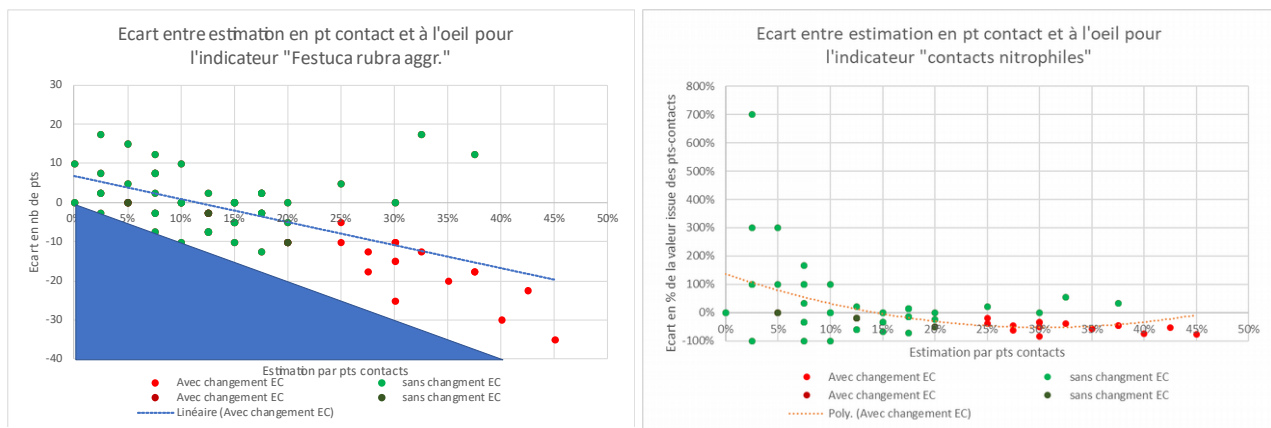 Ecart entre estimation en pt contact et à l'oeil pour
l'indicateur "Festuca rubra aggr."
Ecart en nb de pts
30
20
10
0
-10
-20
-30
-40
0%
5%
10%
15%
20%
25%
30%
35%
40%
45%
50%
Estimation par pts contacts
Avec changement EC
sans changment EC
Avec changement EC
sans changment EC
Linéaire (Avec changement EC)
Ecart entre estimation en pt contact et à l'oeil pour
l'indicateur "contacts nitrophiles"
Ecart en % de la valeur issue des pts-contacts
800%
700%
600%
500%
400%
300%
200%
100%
0%
-100%
0%
5%
10%
15%
20%
25%
30%
35%
40%
45%
50%
Estimation par pts contacts
Avec changement EC
sans changment EC
Avec changement EC
sans changment EC
Poly. (Avec changement EC)